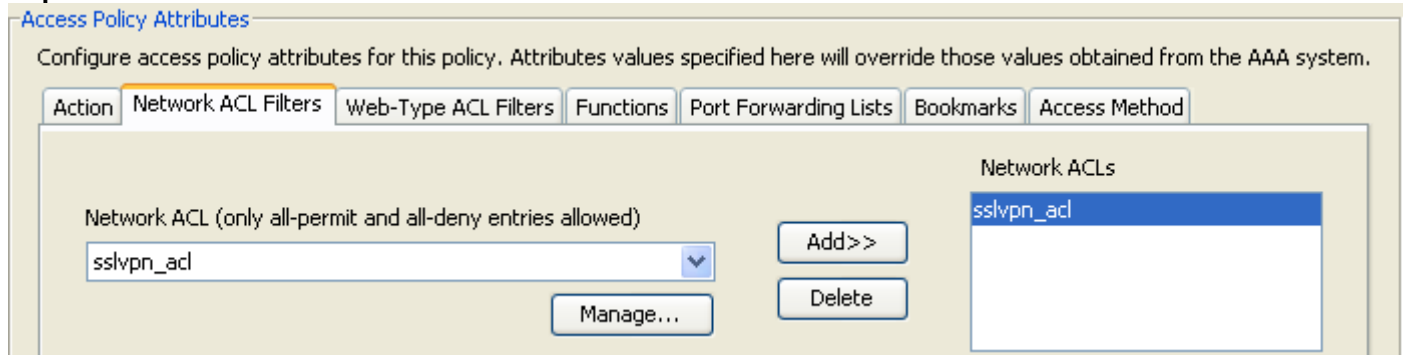 Access Policy Attributes
Configure access policy attributes for this policy. Attributes values specified here will override those values obtained from the AAA system.
Action Network ACL Filters Web-Type ACL Filters Functions Port Forwarding Lists Bookmarks Access Method
Network ACLs
Network ACL (only all-permit and all-deny entries allowed)
sslvpn_acl
sslvpn_acl
Add>>
Delete
Manage...